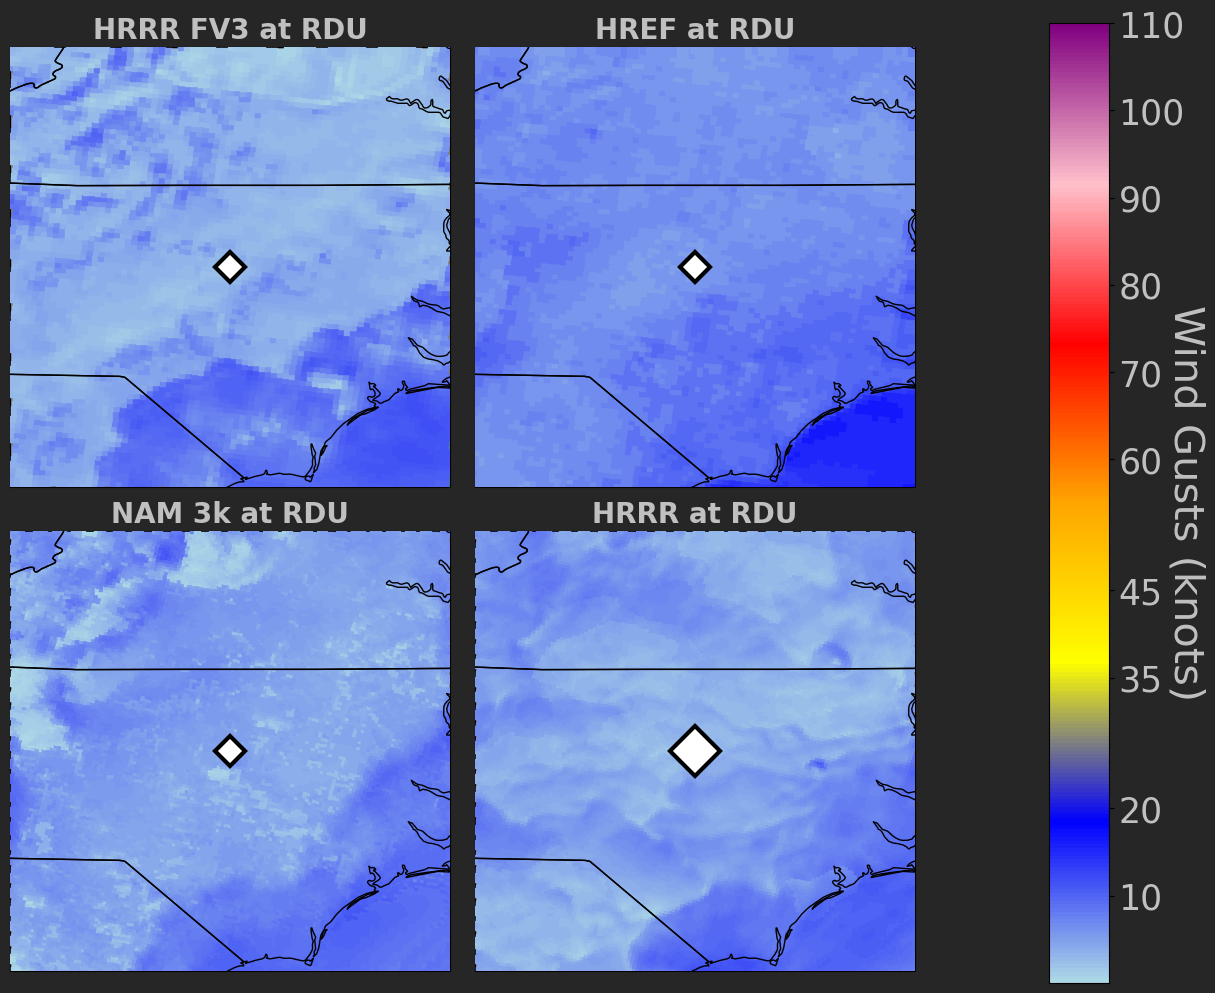 HRRR FV3 at RDU
HREF at RDU
NAM 3k at RDU
HRRR at RDU
110
100
90
80
70
60
45
35
20
10
Wind Gusts (knots)